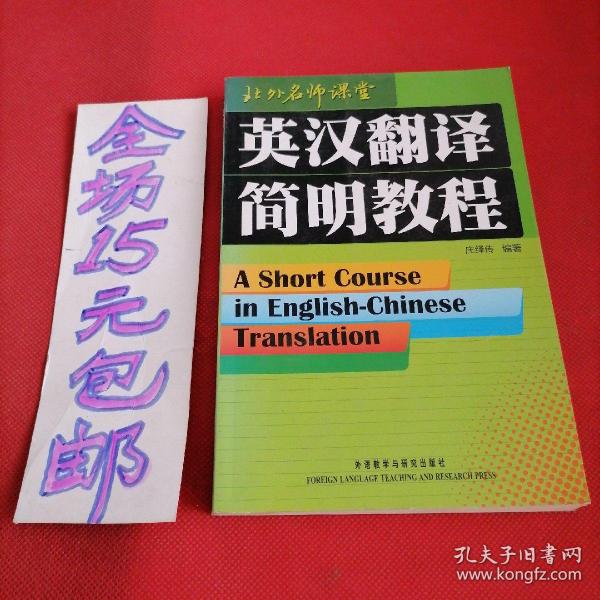 全场15元包邮
北外名师课堂
英汉翻译
简明教程
庄绎传 编著
A Short Course
in English-Chinese
Translation
外语教学与研究出版社
FOREIGN LANGUAGE TEACHING AND RESEARCH PRESS
孔夫子旧书网
www.kongfz.com